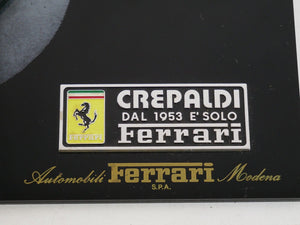 CREPALDI
DAL 1953 E' SOLO
Ferrari
Automobili Ferrari Modena
S.P.A.